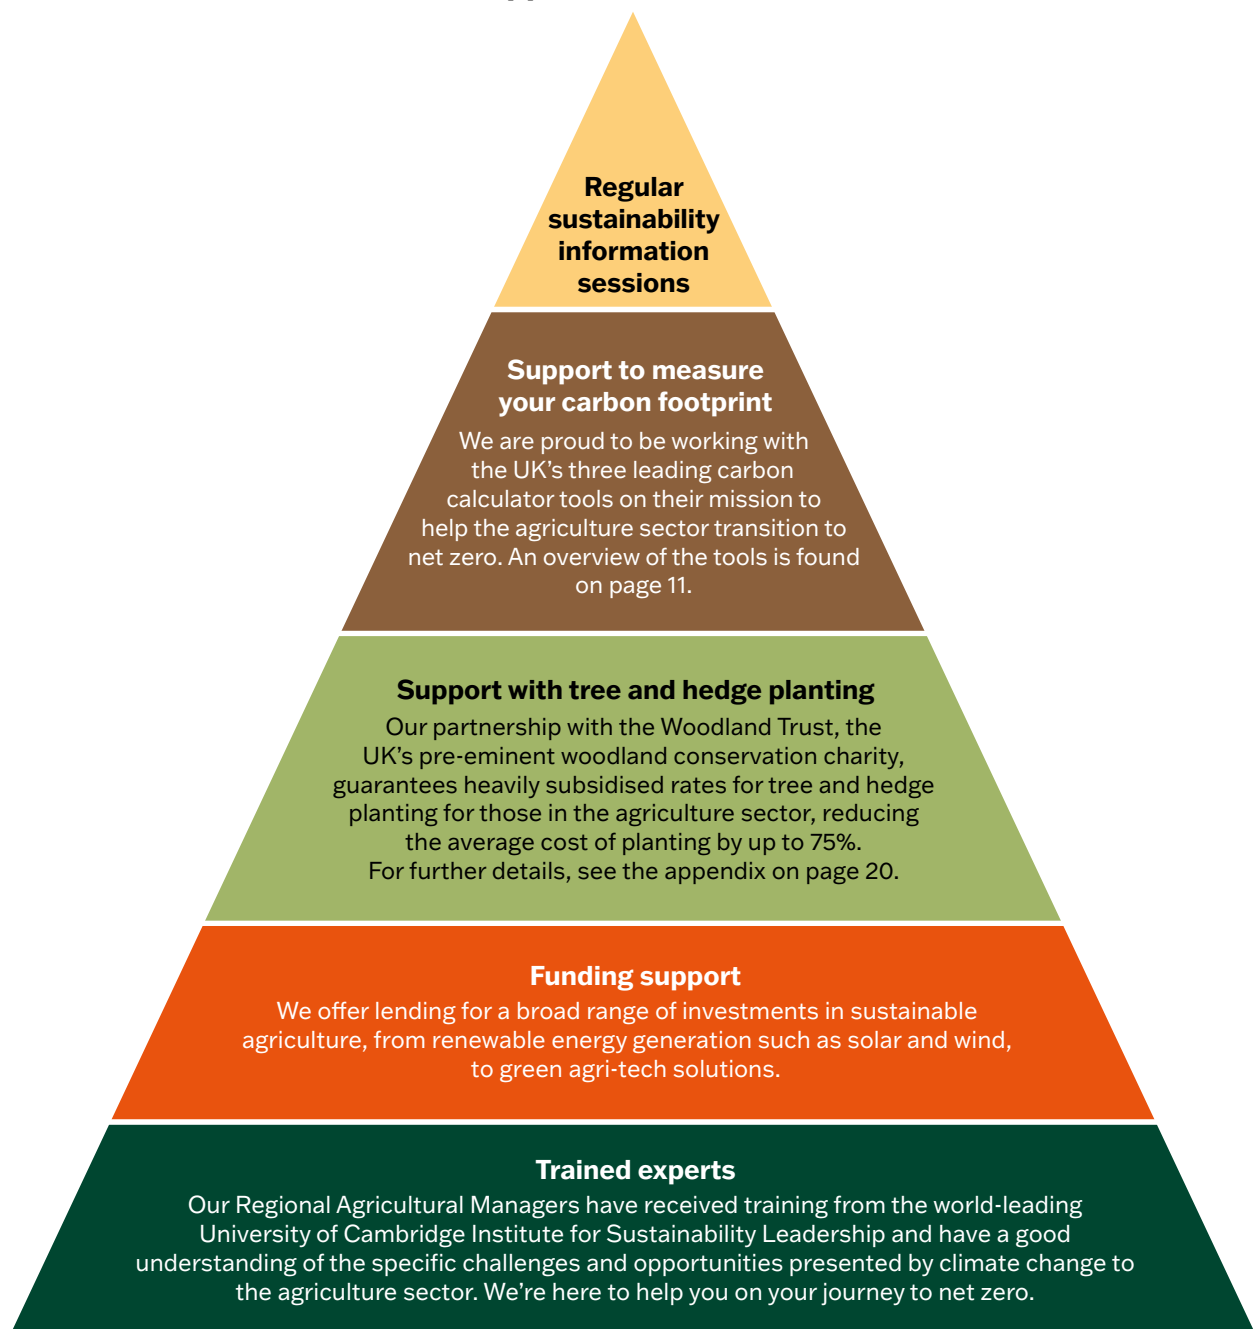 Regular
sustainability
information
sessions
Support to measure
your carbon footprint
We are proud to be working with
the UK’s three leading carbon
calculator tools on their mission to
help the agriculture sector transition to
net zero. An overview of the tools is found
on page 11.
Support with tree and hedge planting
Our partnership with the Woodland Trust, the
UK’s pre-eminent woodland conservation charity,
guarantees heavily subsidised rates for tree and hedge
planting for those in the agriculture sector, reducing
the average cost of planting by up to 75%.
For further details, see the appendix on page 20.
Funding support
We offer lending for a broad range of investments in sustainable
agriculture, from renewable energy generation such as solar and wind,
to green agri-tech solutions.
Trained experts
Our Regional Agricultural Managers have received training from the world-leading
University of Cambridge Institute for Sustainability Leadership and have a good
understanding of the specific challenges and opportunities presented by climate change to
the agriculture sector. We’re here to help you on your journey to net zero.